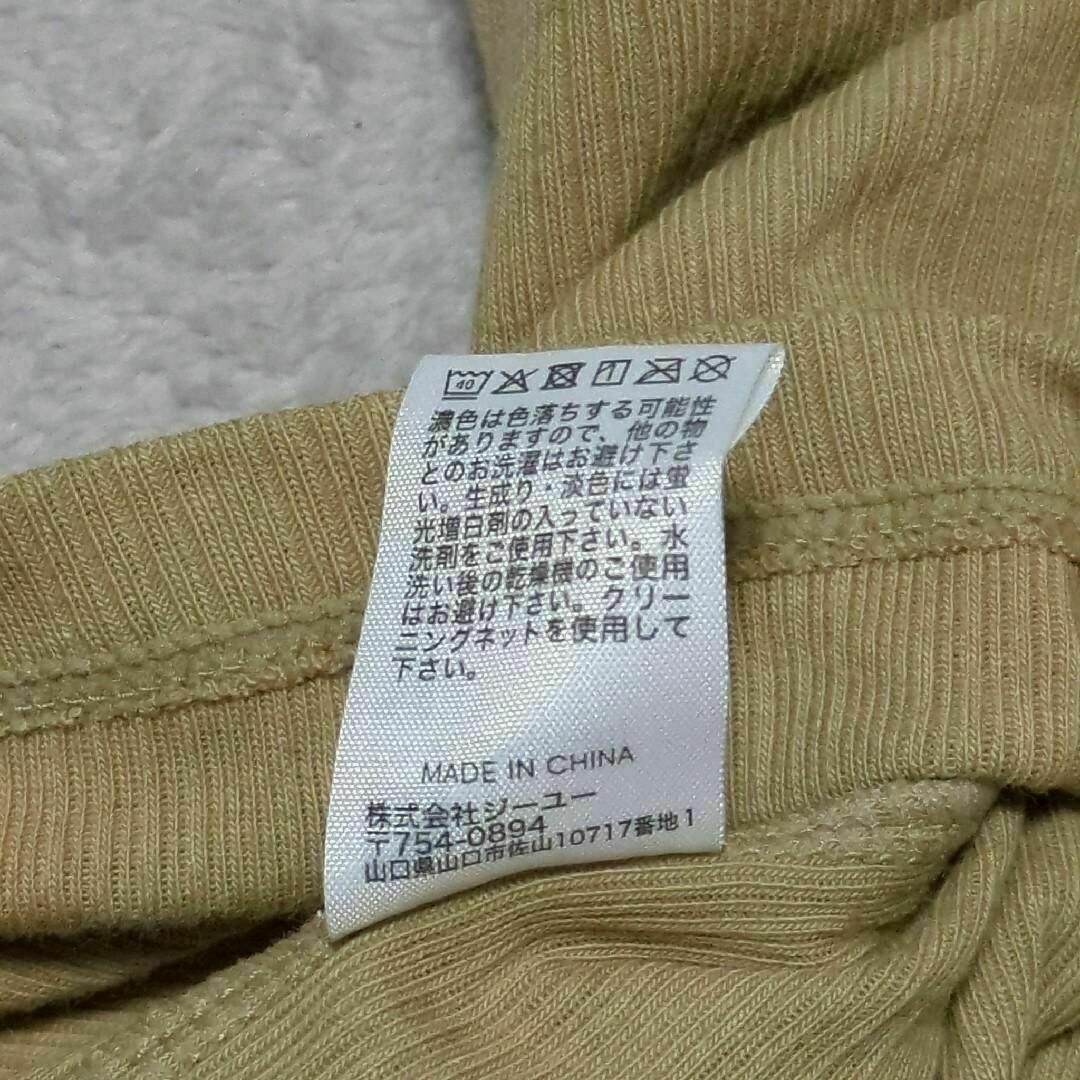 40
濃色は色落ちする可能性
がありますので、他の物
とのお洗濯はお避け下さ
い。生成り・淡色には蛍
光増白剤の入っていない
洗剤をご使用下さい。水
洗い後の乾燥機のご使用
はお避け下さい。クリー
ニングネットを使用して
下さい。
MADE IN CHINA
株式会社ジーユー
〒754-0894
山口県山口市佐山10717番地1